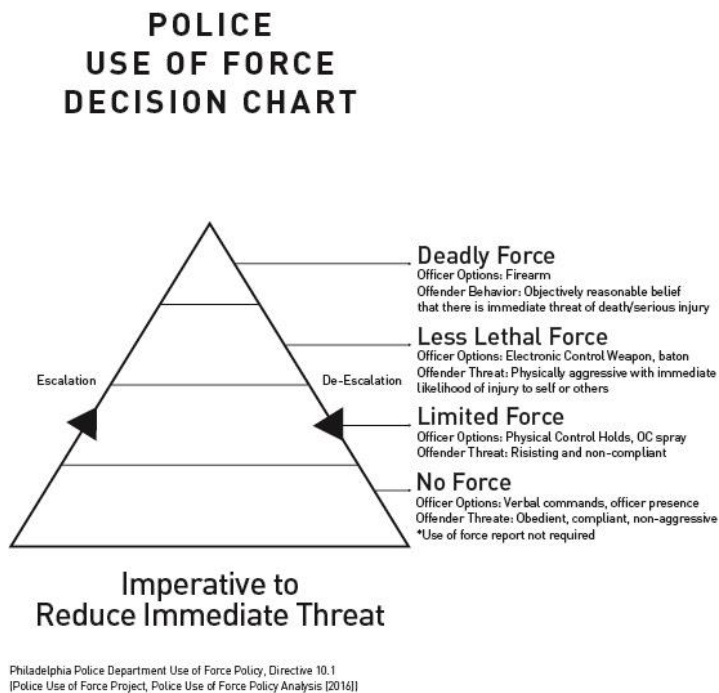 POLICE
USE OF FORCE
DECISION CHART
Deadly Force
Officer Options: Firearm
Offender Behavior: Objectively reasonable belief
that there is immediate threat of death/serious injury
Less Lethal Force
Officer Options: Electronic Control Weapon, baton
Offender Threat: Physically aggressive with immediate
likelihood of injury to self or others
Escalation
De-Escalation
Limited Force
Officer Options: Physical Control Holds, OC spray
Offender Threat: Risisting and non-compliant
No Force
Officer Options: Verbal commands, officer presence
Offender Threate: Obedient, compliant, non-aggressive
*Use of force report not required
Imperative to
Reduce Immediate Threat
Philadelphia Police Department Use of Force Policy, Directive 10.1
[Police Use of Force Project, Police Use of Force Policy Analysis [2016]]